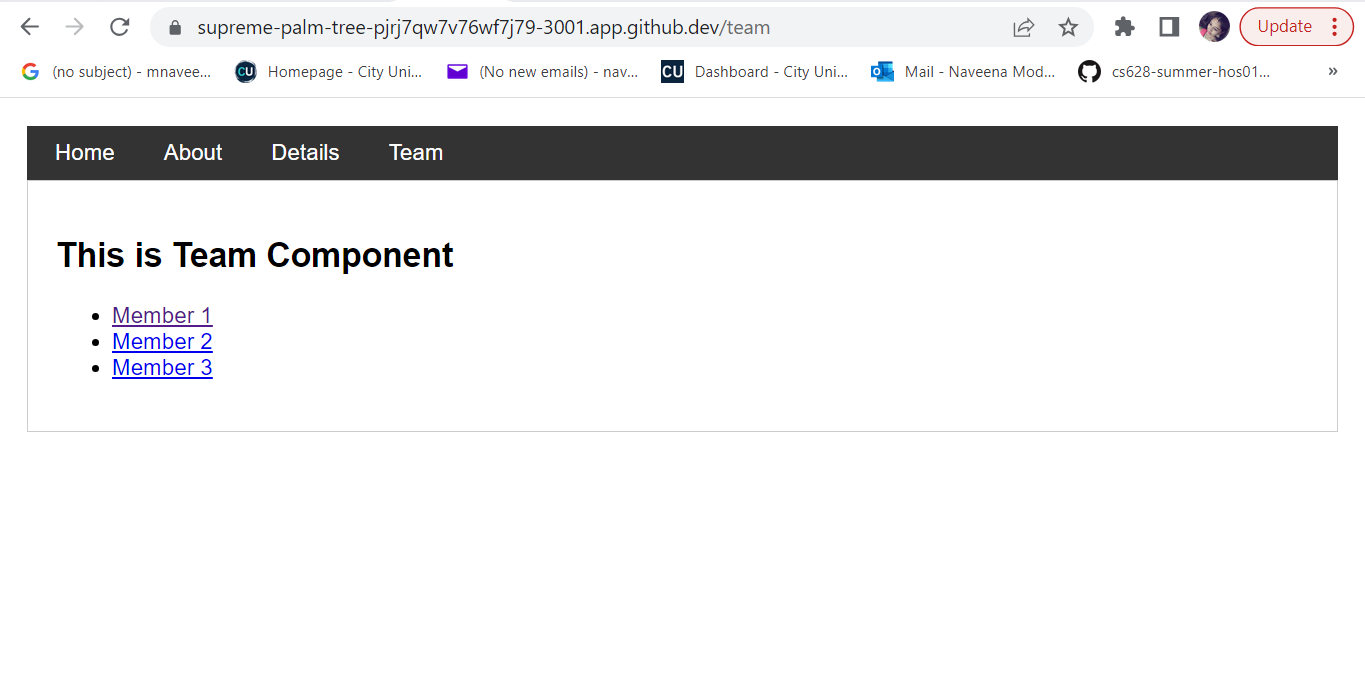 supreme-palm-tree-pjrj7qw7v76wf7j79-3001.app.github.dev/team Update
(no subject) - mnavee... CU Homepage - City Uni... (No new emails) - nav... CU Dashboard - City Uni... Mail - Naveena Mod... cs628-summer-hos01... »
Home About Details Team
This is Team Component
• Member 1
• Member 2
• Member 3